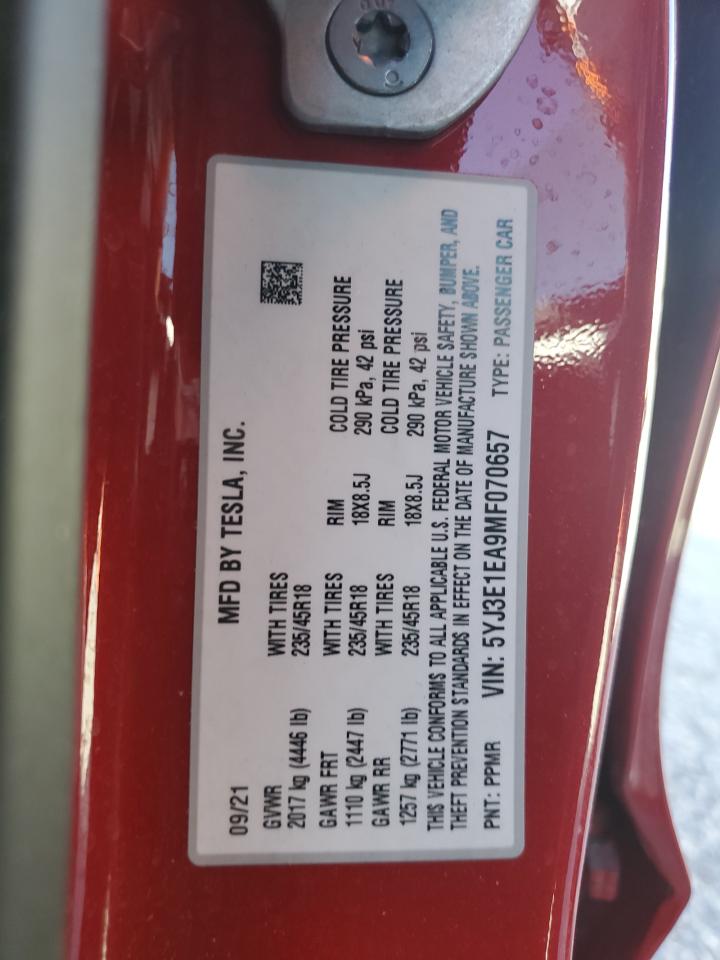 09/21 MFD BY TESLA, INC.
GVWR WITH TIRES
2017 kg (4446 lb) 235/45R18
GAWR FRT WITH TIRES RIM COLD TIRE PRESSURE
1110 kg (2447 lb) 235/45R18 18X8.5J 290 kPa, 42 psi
GAWR RR WITH TIRES RIM COLD TIRE PRESSURE
1257 kg (2771 lb) 235/45R18 18X8.5J 290 kPa, 42 psi
THIS VEHICLE CONFORMS TO ALL APPLICABLE U.S. FEDERAL MOTOR VEHICLE SAFETY, BUMPER, AND
THEFT PREVENTION STANDARDS IN EFFECT ON THE DATE OF MANUFACTURE SHOWN ABOVE.
PNT: PPMR VIN: 5YJ3E1EA9MF070657 TYPE: PASSENGER CAR